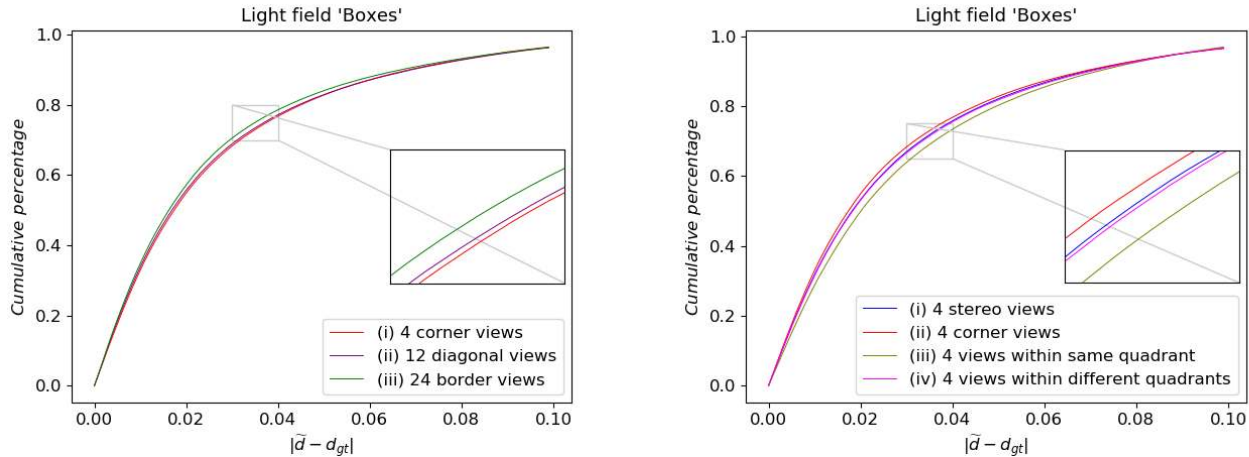 Light field 'Boxes'
Cumulative percentage
1.0
0.8
0.6
0.4
0.2
0.0
(i) 4 corner views
(ii) 12 diagonal views
(iii) 24 border views
0.00 0.02 0.04 0.06 0.08 0.10
|d̃ − d_gt|
Light field 'Boxes'
Cumulative percentage
1.0
0.8
0.6
0.4
0.2
0.0
(i) 4 stereo views
(ii) 4 corner views
(iii) 4 views within same quadrant
(iv) 4 views within different quadrants
0.00 0.02 0.04 0.06 0.08 0.10
|d̃ − d_gt|